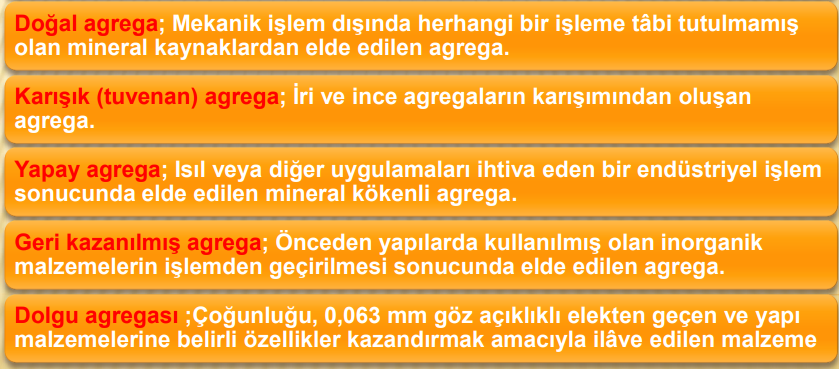 Doğal agrega; Mekanik işlem dışında herhangi bir işleme tâbi tutulmamış
olan mineral kaynaklardan elde edilen agrega.
Karışık (tuvenan) agrega; İri ve ince agregaların karışımından oluşan
agrega.
Yapay agrega; Isıl veya diğer uygulamaları ihtiva eden bir endüstriyel işlem
sonucunda elde edilen mineral kökenli agrega.
Geri kazanılmış agrega; Önceden yapılarda kullanılmış olan inorganik
malzemelerin işlemden geçirilmesi sonucunda elde edilen agrega.
Dolgu agregası ;Çoğunluğu, 0,063 mm göz açıklıklı elekten geçen ve yapı
malzemelerine belirli özellikler kazandırmak amacıyla ilâve edilen malzeme